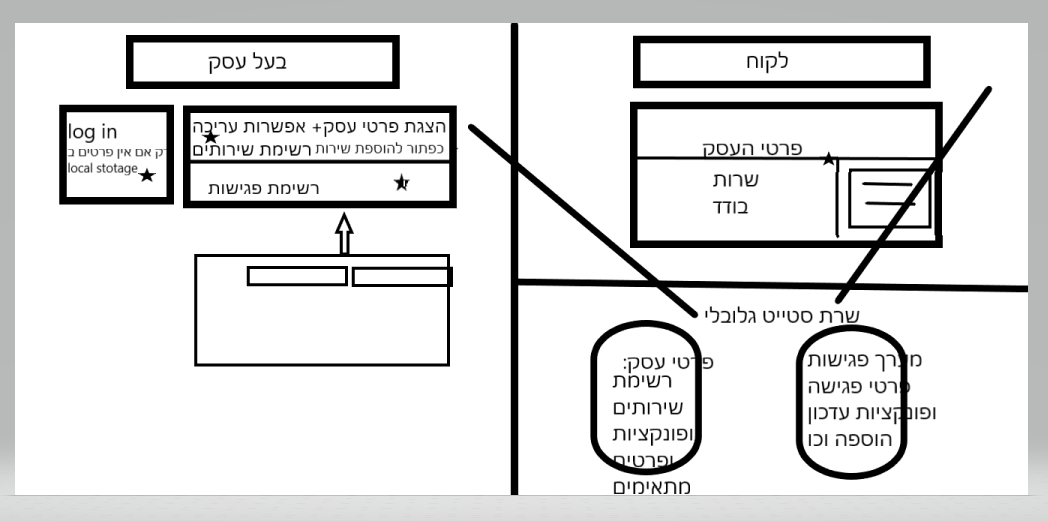 בעל עסק
log in
רק אם אין פרטים ב
local stotage
הצגת פרטי עסק+ אפשרות עריכה
רשימת שירותים כפתור להוספת שירות
רשימת פגישות
לקוח
פרטי העסק
שרות
בודד
שרת סטייט גלובלי
פרטי עסק:
רשימת
שירותים
ופונקציות
ופרטים
מתאימים
מערך פגישות
פרטי פגישה
ופונקציות עדכון
הוספה וכו